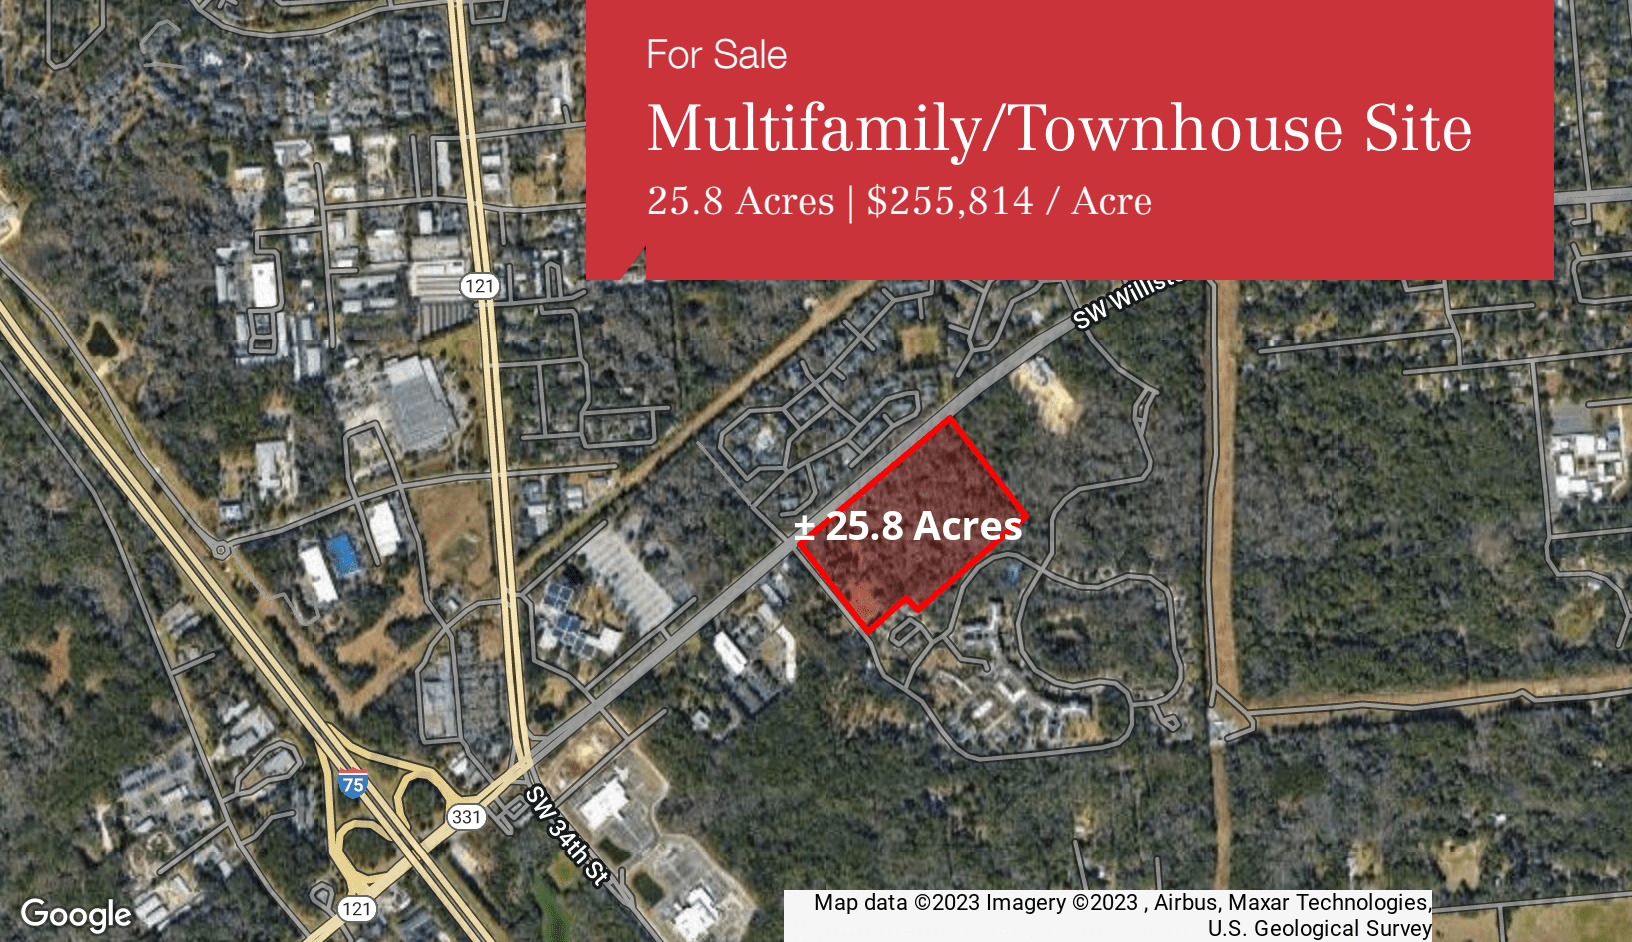 For Sale
Multifamily/Townhouse Site
25.8 Acres | $255,814 / Acre
121
SW
± 25.8 Acres
75
331
SW 34th St
121
Google
Map data ©2023 Imagery ©2023 , Airbus, Maxar Technologies,
U.S. Geological Survey